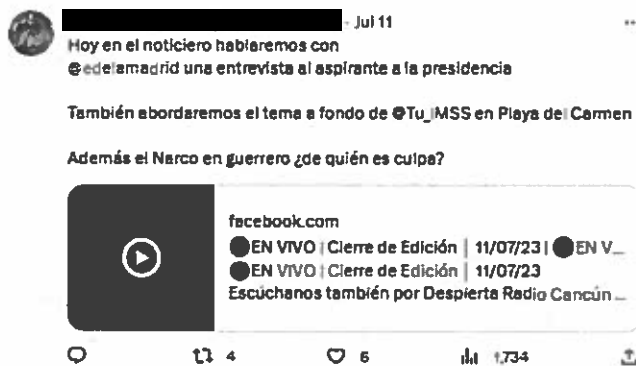 · Jul 11
Hoy en el noticiero hablaremos con
@edelamadrid una entrevista al aspirante a la presidencia
También abordaremos el tema a fondo de @Tu_IMSS en Playa del Carmen
Además el Narco en guerrero ¿de quién es culpa?
facebook.com
EN VIVO | Cierre de Edición | 11/07/23 | EN V...
EN VIVO | Cierre de Edición | 11/07/23
Escúchanos también por Despierta Radio Cancún ...
4 6 1,734